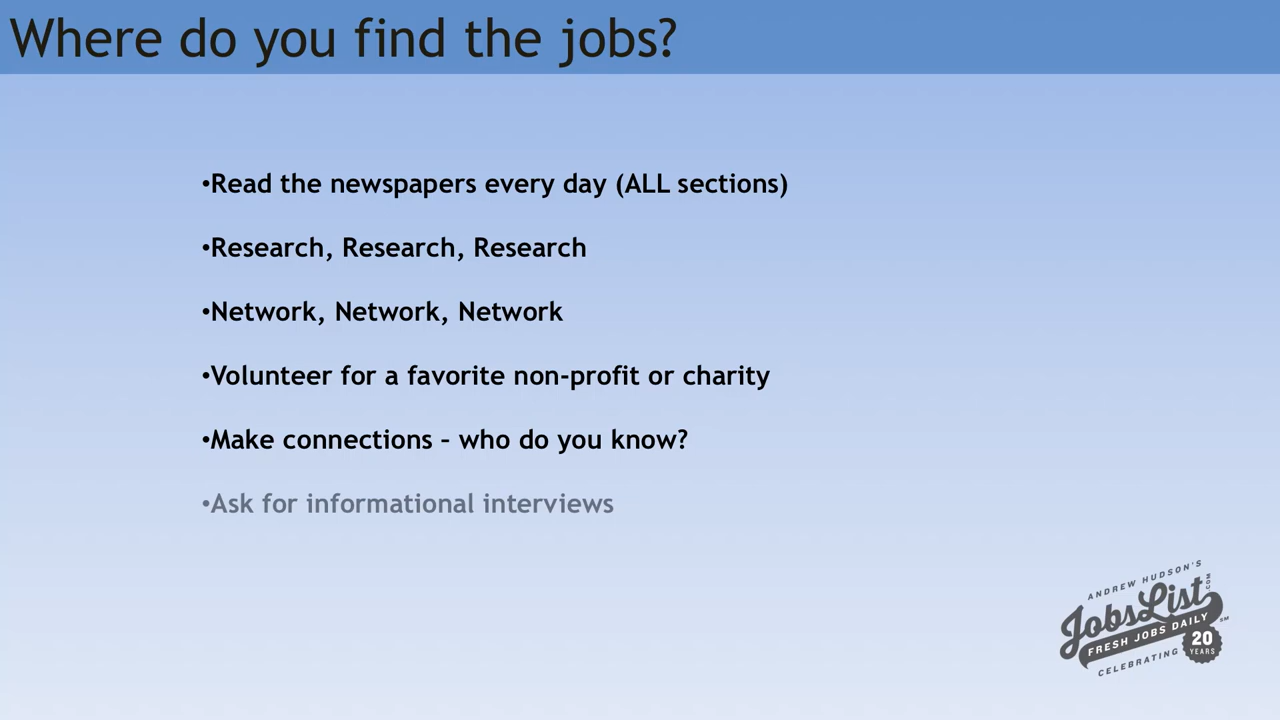 Where do you find the jobs?
•Read the newspapers every day (ALL sections)
•Research, Research, Research
•Network, Network, Network
•Volunteer for a favorite non-profit or charity
•Make connections – who do you know?
•Ask for informational interviews
ANDREW HUDSON'S
JobsList.COM
FRESH JOBS DAILY SM
CELEBRATING 20 YEARS